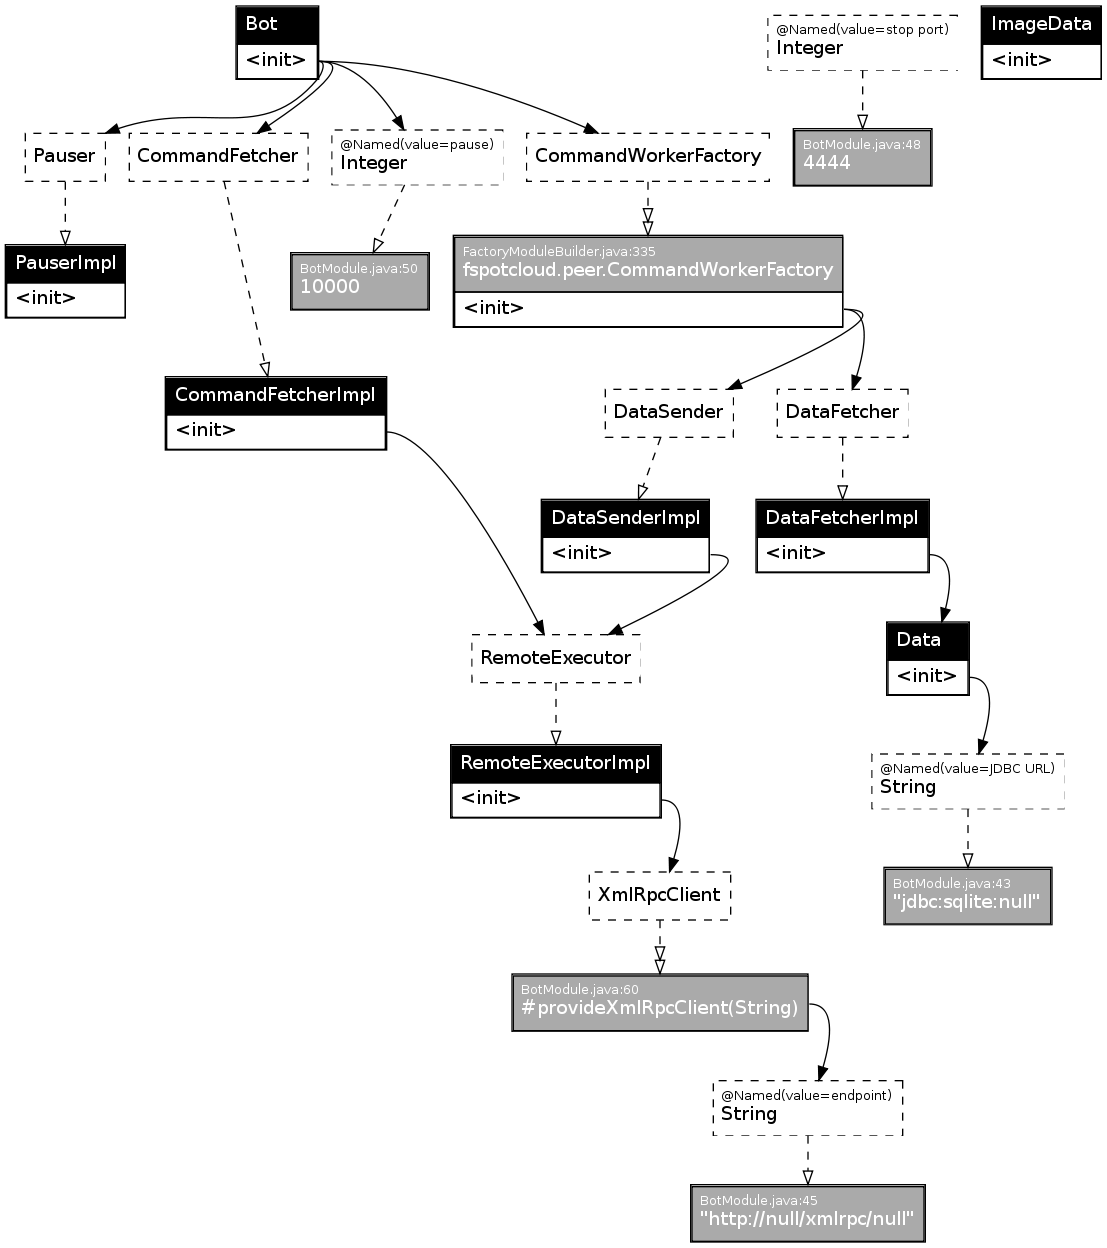 Bot
<init>
@Named(value=stop port)
Integer
ImageData
<init>
Pauser
CommandFetcher
@Named(value=pause)
Integer
CommandWorkerFactory
BotModule.java:48
4444
PauserImpl
<init>
BotModule.java:50
10000
FactoryModuleBuilder.java:335
fspotcloud.peer.CommandWorkerFactory
<init>
CommandFetcherImpl
<init>
DataSender
DataFetcher
DataSenderImpl
<init>
DataFetcherImpl
<init>
RemoteExecutor
Data
<init>
RemoteExecutorImpl
<init>
@Named(value=JDBC URL)
String
XmlRpcClient
BotModule.java:43
"jdbc:sqlite:null"
BotModule.java:60
#provideXmlRpcClient(String)
@Named(value=endpoint)
String
BotModule.java:45
"http://null/xmlrpc/null"